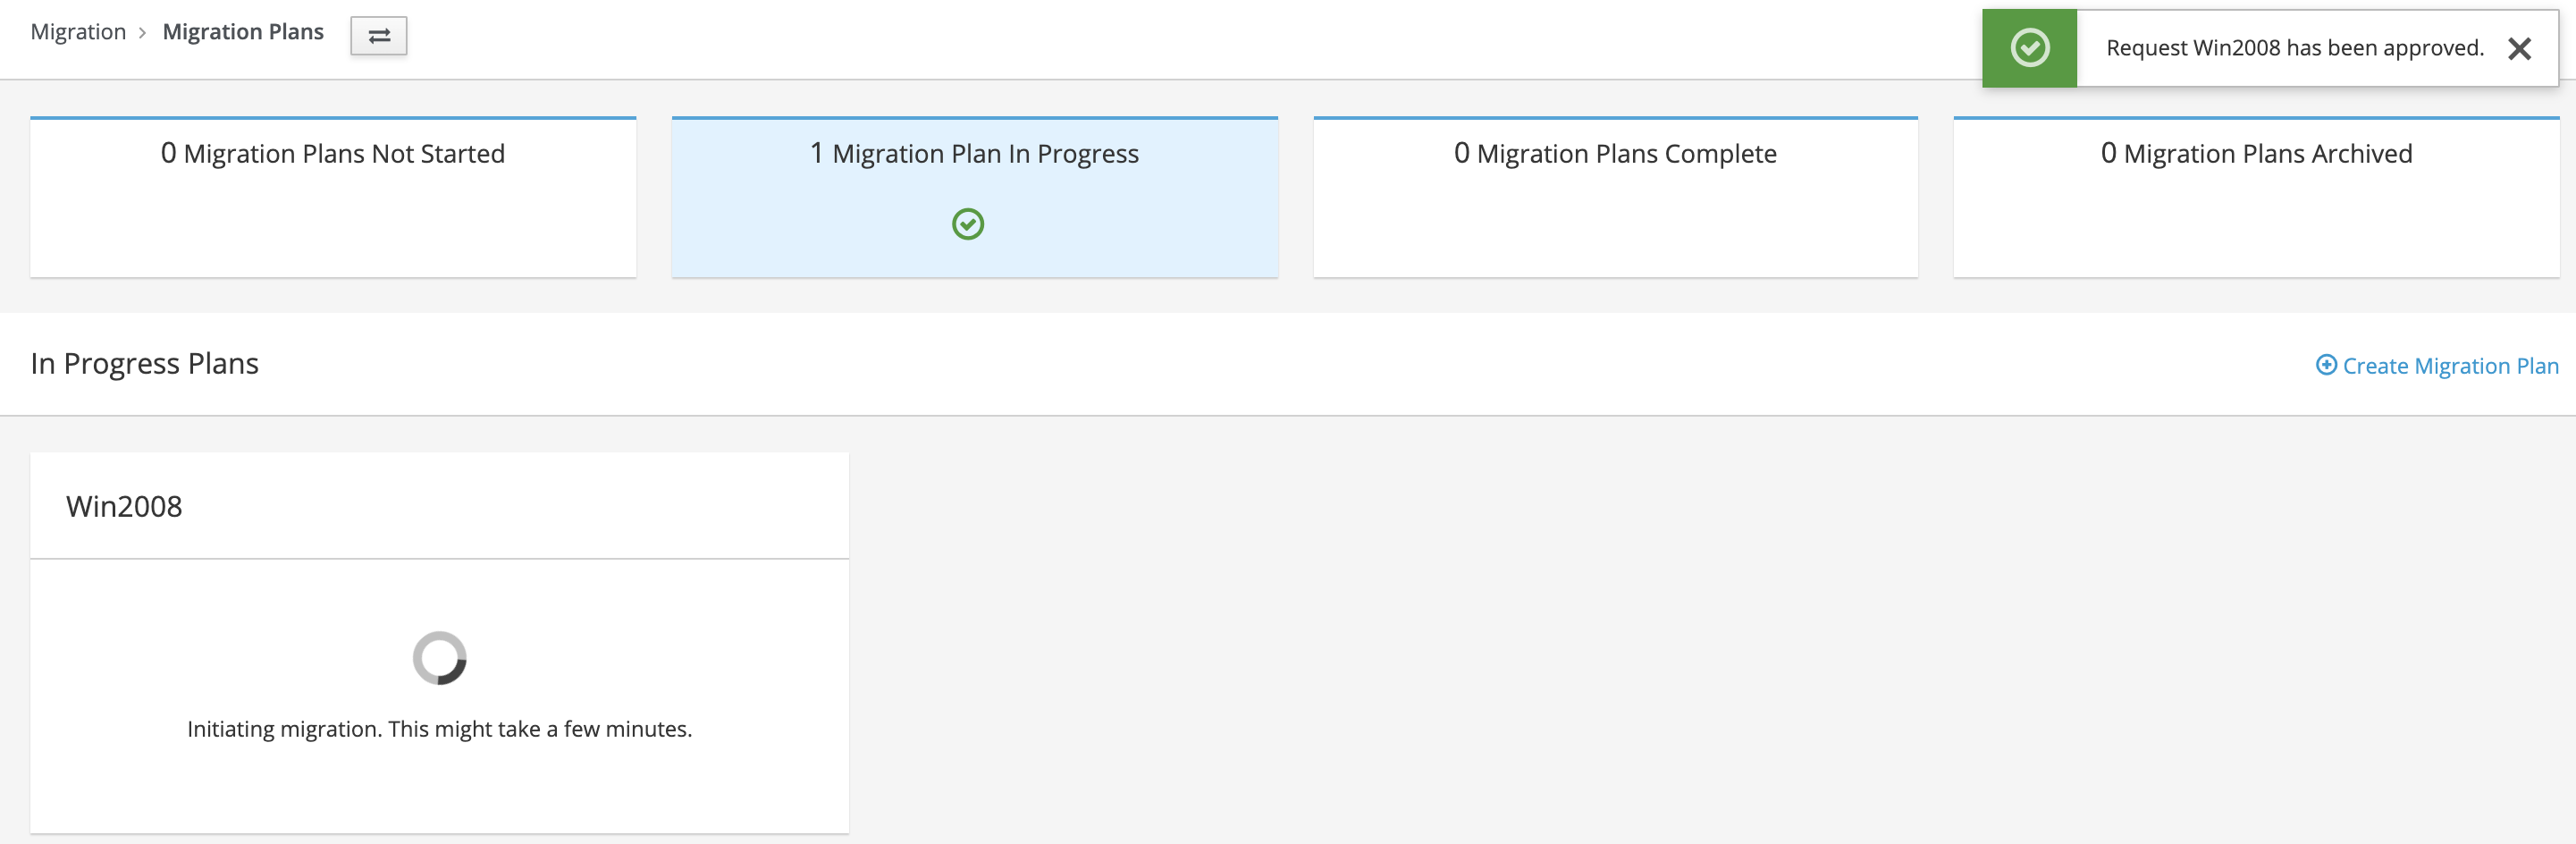 Migration > Migration Plans
Request Win2008 has been approved.
0 Migration Plans Not Started
1 Migration Plan In Progress
0 Migration Plans Complete
0 Migration Plans Archived
In Progress Plans
Create Migration Plan
Win2008
Initiating migration. This might take a few minutes.